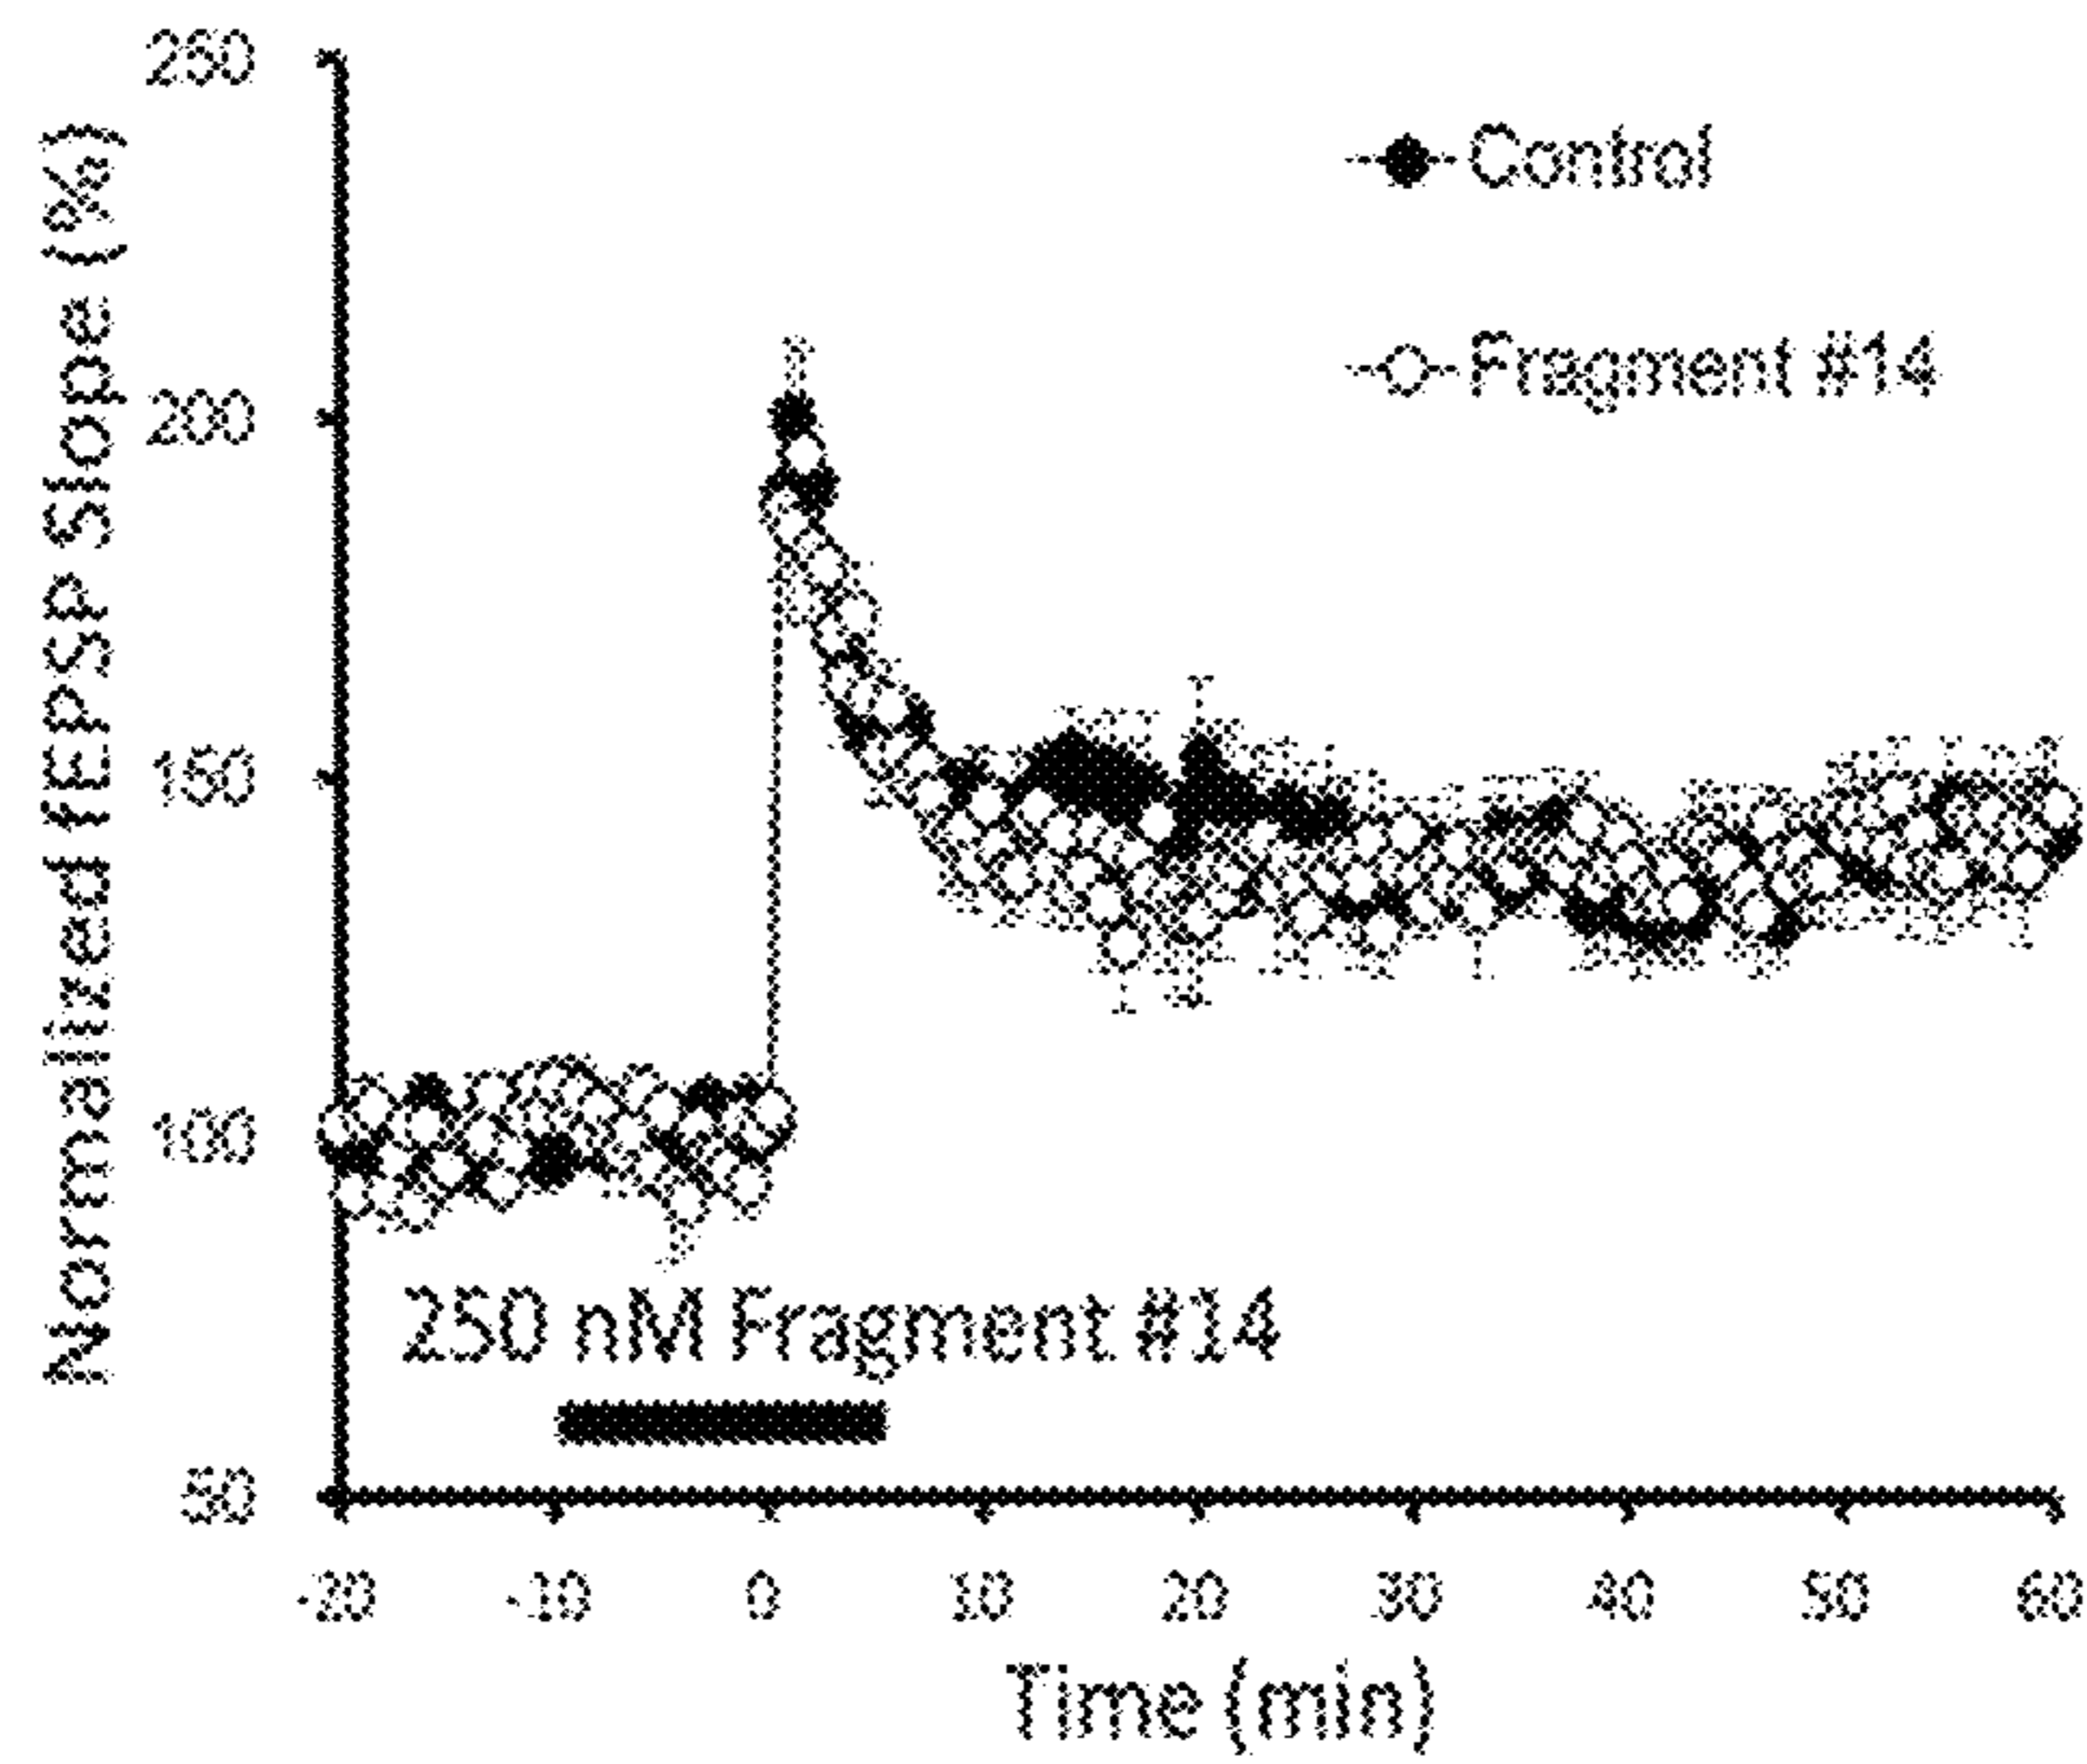 Normalized fEPSP Slope (%)
250
200
150
100
50
Control
Fragment #14
250 nM Fragment #14
-20 -10 0 10 20 30 40 50 60
Time (min)